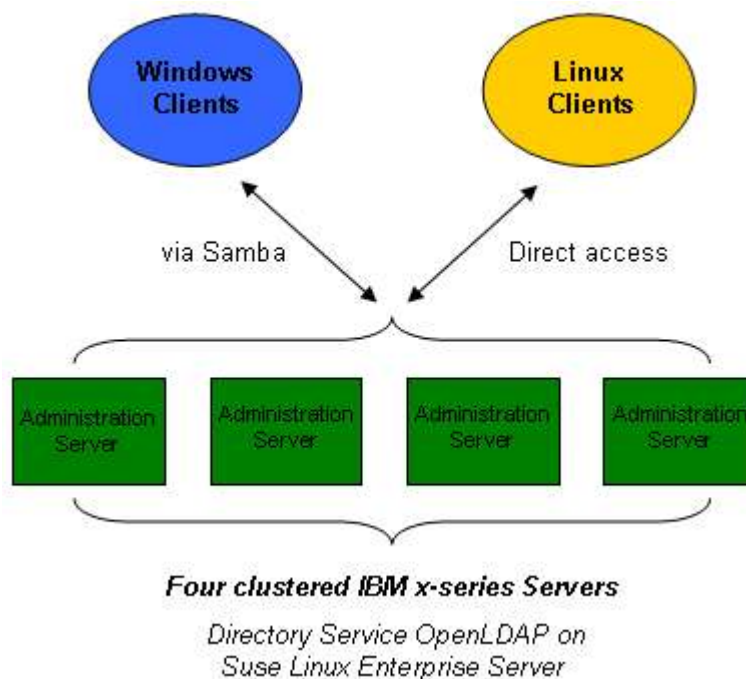 Windows
Clients
Linux
Clients
via Samba
Direct access
Administration
Server
Administration
Server
Administration
Server
Administration
Server
Four clustered IBM x-series Servers
Directory Service OpenLDAP on
Suse Linux Enterprise Server